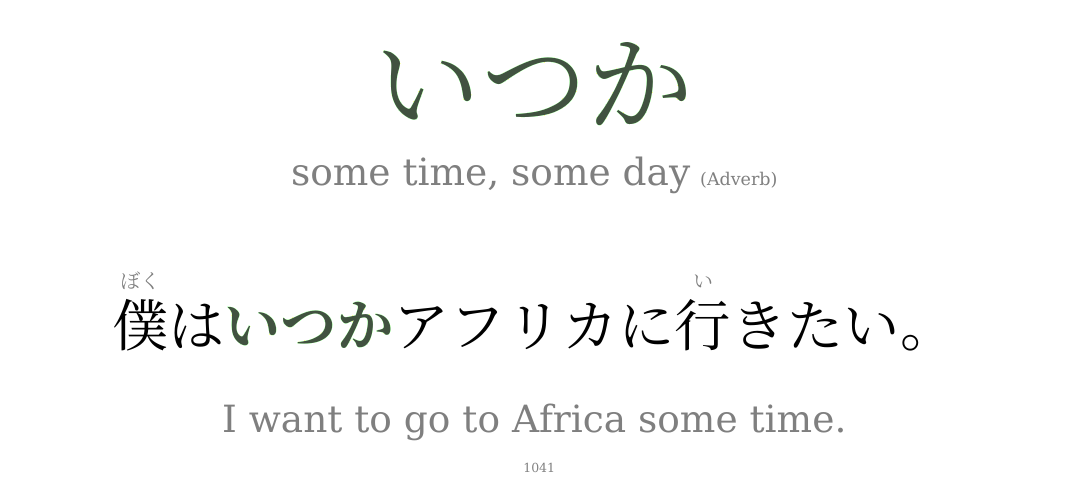 いつか
some time, some day (Adverb)
ぼく い
僕はいつかアフリカに行きたい。
I want to go to Africa some time.
1041